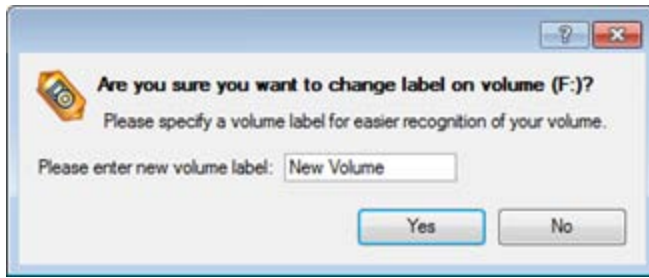 Are you sure you want to change label on volume (F:)?
Please specify a volume label for easier recognition of your volume.
Please enter new volume label: New Volume
Yes No